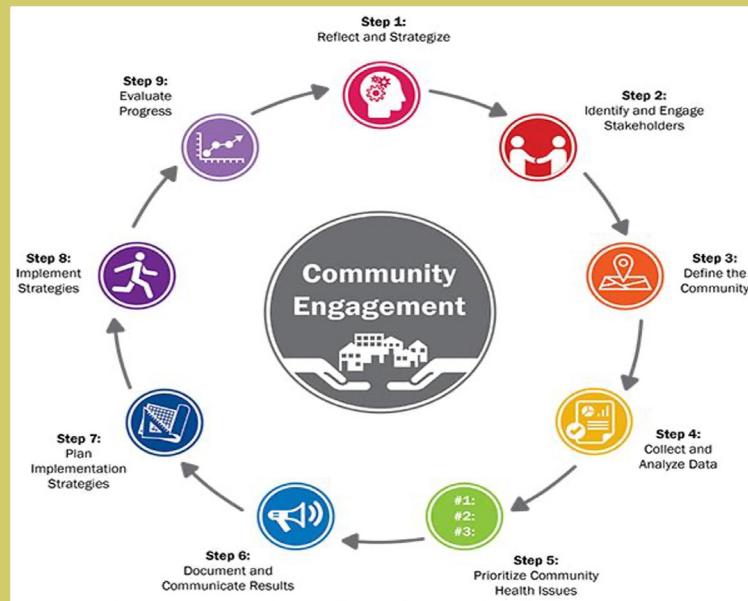 Step 1:
Reflect and Strategize
Step 2:
Identify and Engage
Stakeholders
Step 3:
Define the
Community
Step 4:
Collect and
Analyze Data
#1:
#2:
#3:
Step 5:
Prioritize Community
Health Issues
Step 6:
Document and
Communicate Results
Step 7:
Plan
Implementation
Strategies
Step 8:
Implement
Strategies
Step 9:
Evaluate
Progress
Community
Engagement